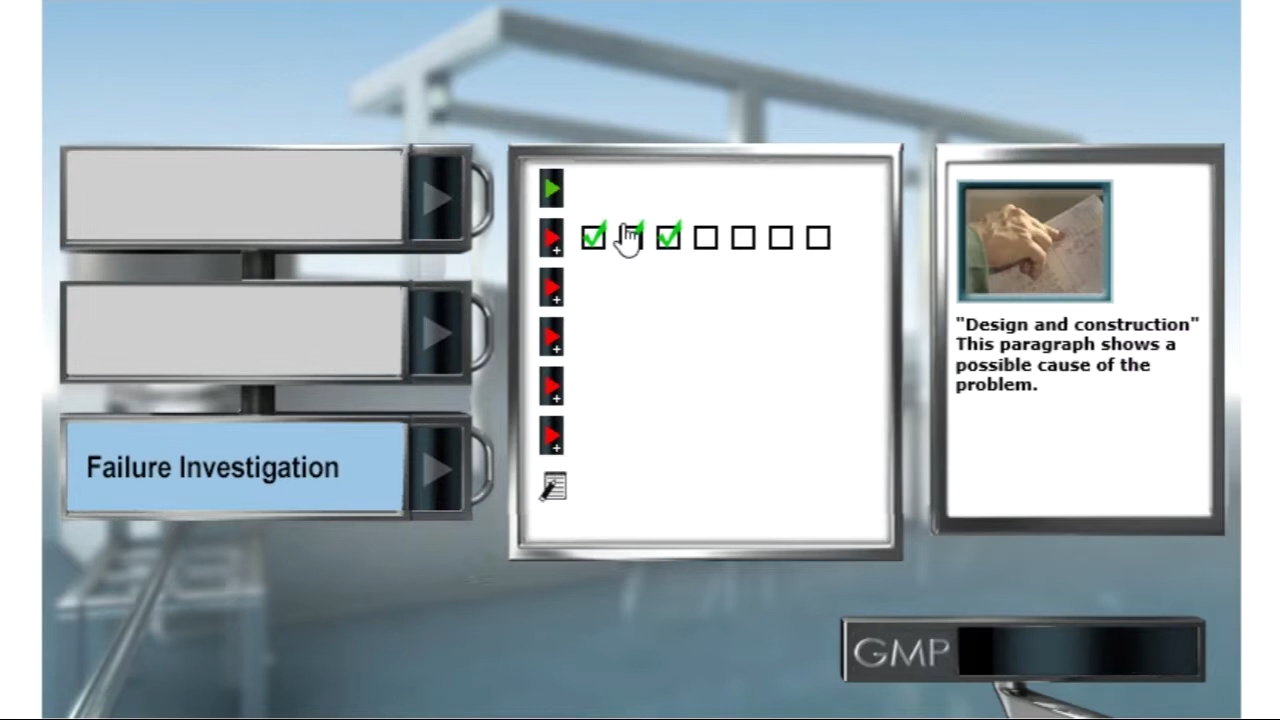 Failure Investigation
"Design and construction"
This paragraph shows a
possible cause of the
problem.
GMP